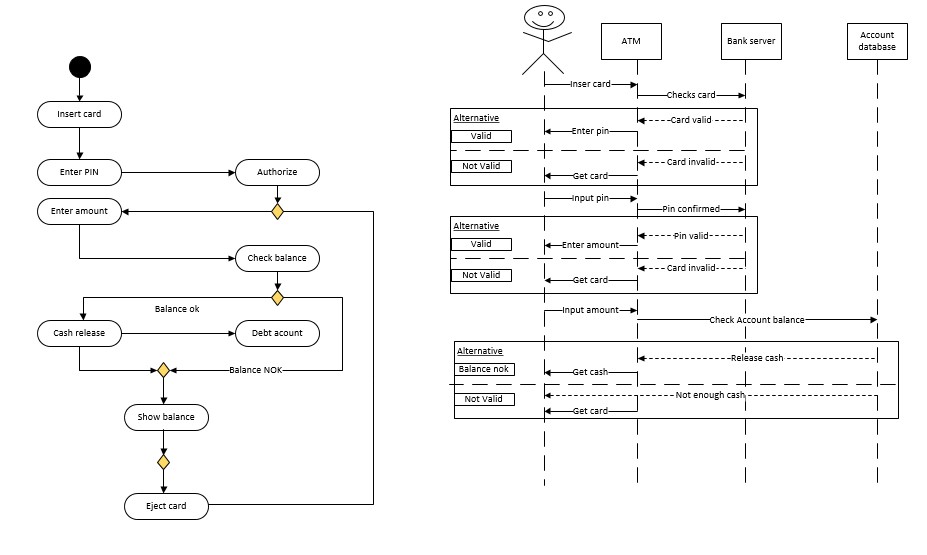 Insert card
Enter PIN
Authorize
Enter amount
Check balance
Balance ok
Cash release
Debt acount
Balance NOK
Show balance
Eject card
ATM
Bank server
Account
database
Inser card
Checks card
Alternative
Card valid
Enter pin
Valid
Card invalid
Not Valid
Get card
Input pin
Pin confirmed
Alternative
Pin valid
Valid
Enter amount
Card invalid
Not Valid
Get card
Input amount
Check Account balance
Alternative
Release cash
Balance nok
Get cash
Not enough cash
Not Valid
Get card